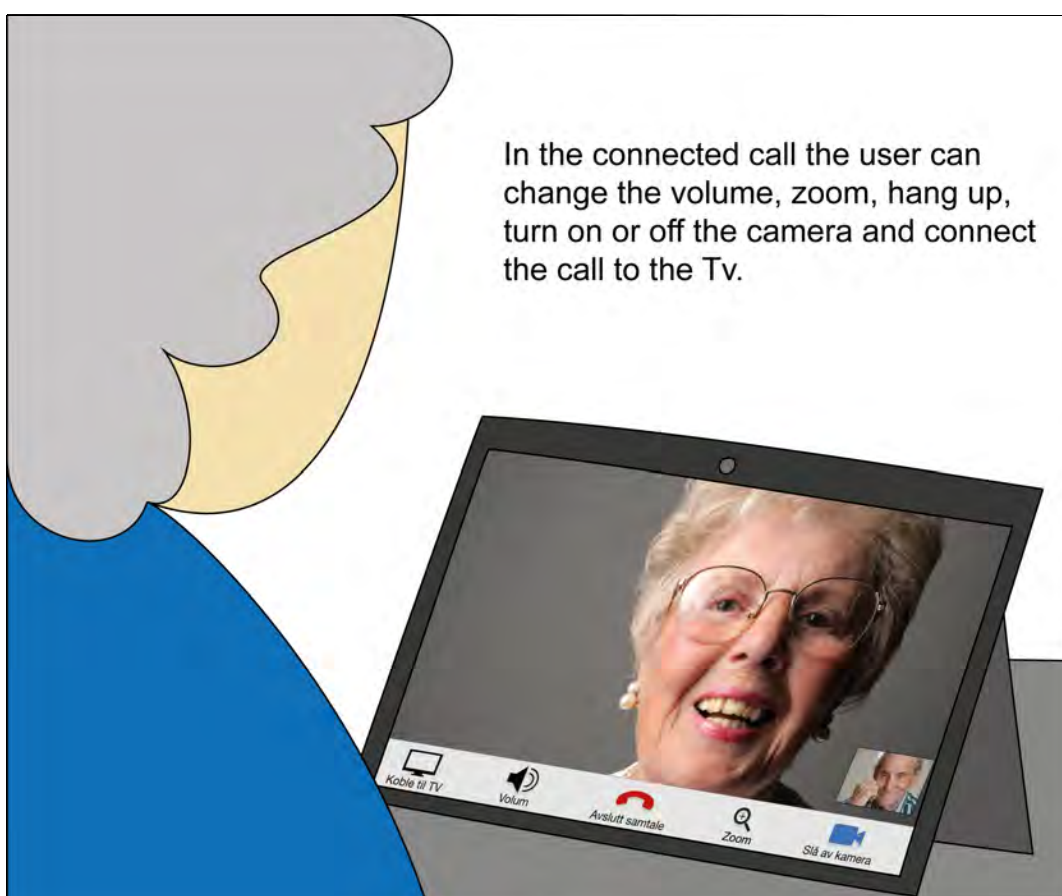 In the connected call the user can
change the volume, zoom, hang up,
turn on or off the camera and connect
the call to the Tv.
Koble til TV
Volum
Avslutt samtale
Zoom
Slå av kamera